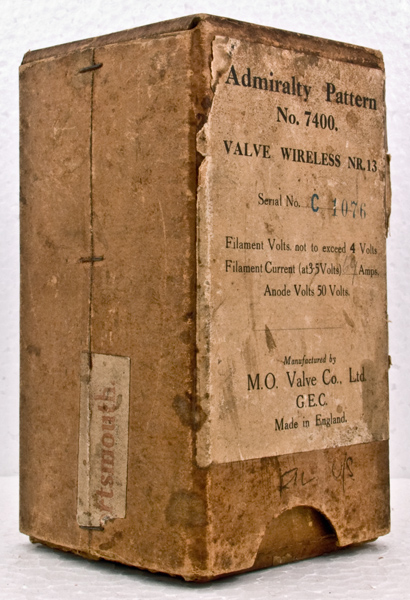 Admiralty Pattern
No. 7400.
VALVE WIRELESS NR.13
Serial No. C 1076
Filament Volts. not to exceed 4 Volts
Filament Current (at 3·5 Volts) Amps.
Anode Volts 50 Volts.
Manufactured by
M.O. Valve Co., Ltd
G.E.C.
Made in England.
rtsmouth